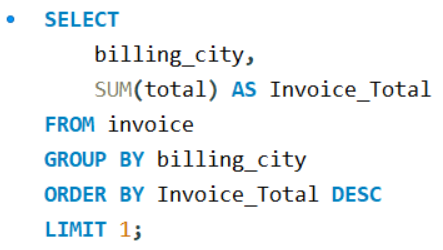 SELECT
billing_city,
SUM(total) AS Invoice_Total
FROM invoice
GROUP BY billing_city
ORDER BY Invoice_Total DESC
LIMIT 1;